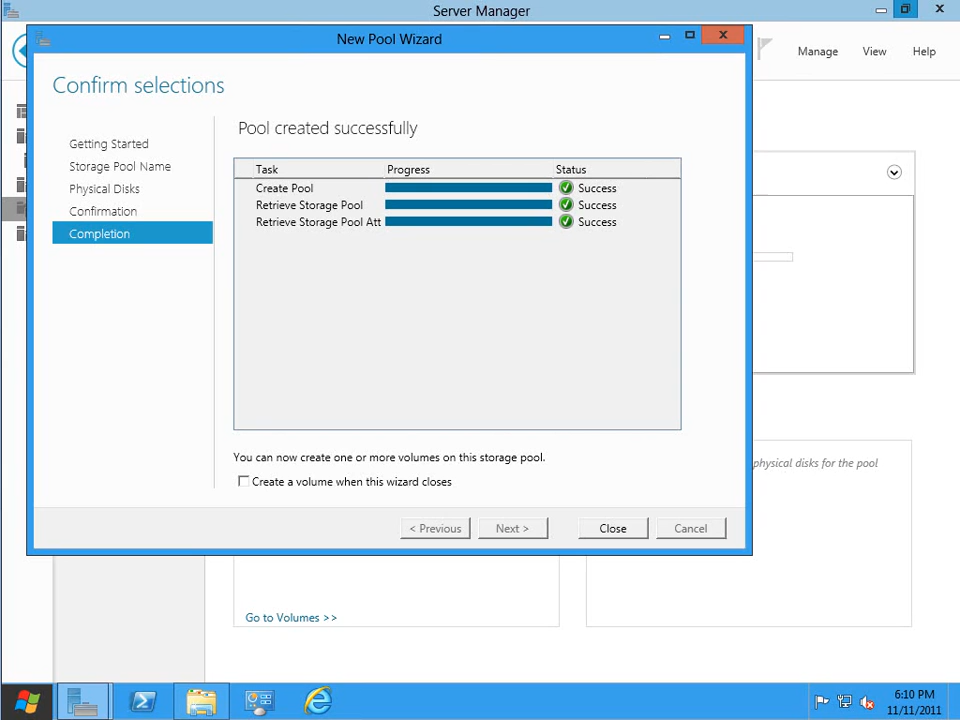 Server Manager
New Pool Wizard
Manage View Help
Confirm selections
Pool created successfully
Getting Started
Storage Pool Name
Physical Disks
Confirmation
Completion
Task Progress Status
Create Pool Success
Retrieve Storage Pool Success
Retrieve Storage Pool Att Success
You can now create one or more volumes on this storage pool.
Create a volume when this wizard closes
physical disks for the pool
< Previous Next > Close Cancel
Go to Volumes >>
6:10 PM
11/11/2011